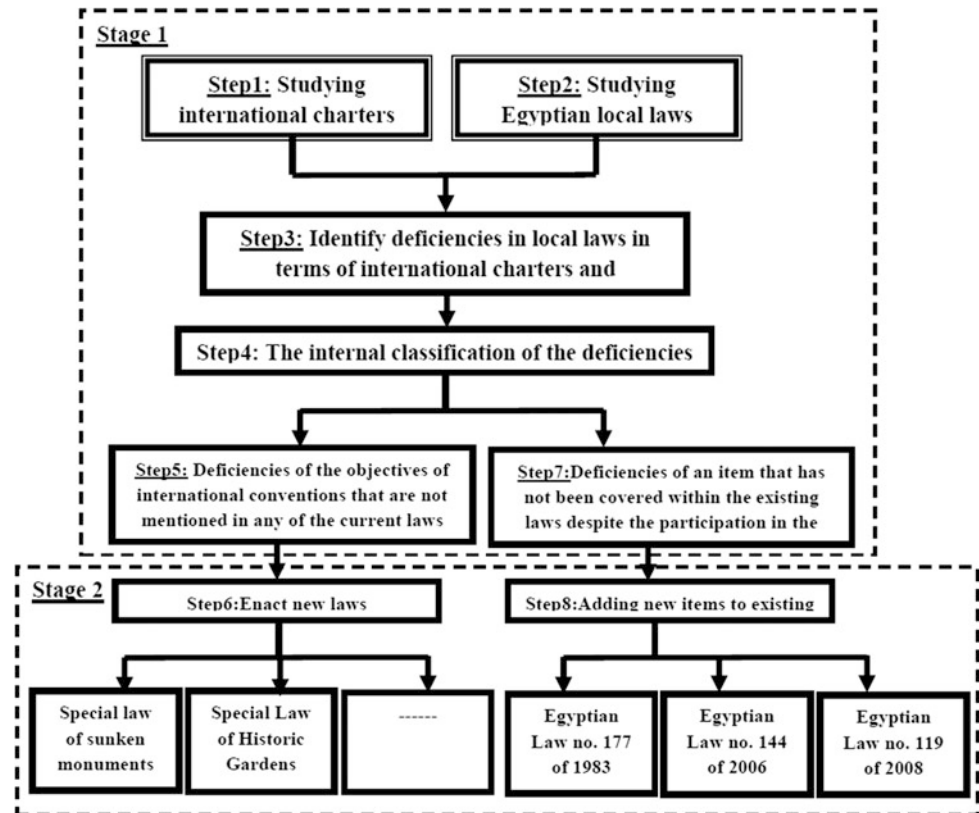 Stage 1
Step1: Studying
international charters
Step2: Studying
Egyptian local laws
Step3: Identify deficiencies in local laws in
terms of international charters and
Step4: The internal classification of the deficiencies
Step5: Deficiencies of the objectives of
international conventions that are not
mentioned in any of the current laws
Step7:Deficiencies of an item that has
not been covered within the existing
laws despite the participation in the
Stage 2
Step6:Enact new laws
Step8:Adding new items to existing
Special law
of sunken
monuments
Special Law
of Historic
Gardens
------
Egyptian
Law no. 177
of 1983
Egyptian
Law no. 144
of 2006
Egyptian
Law no. 119
of 2008